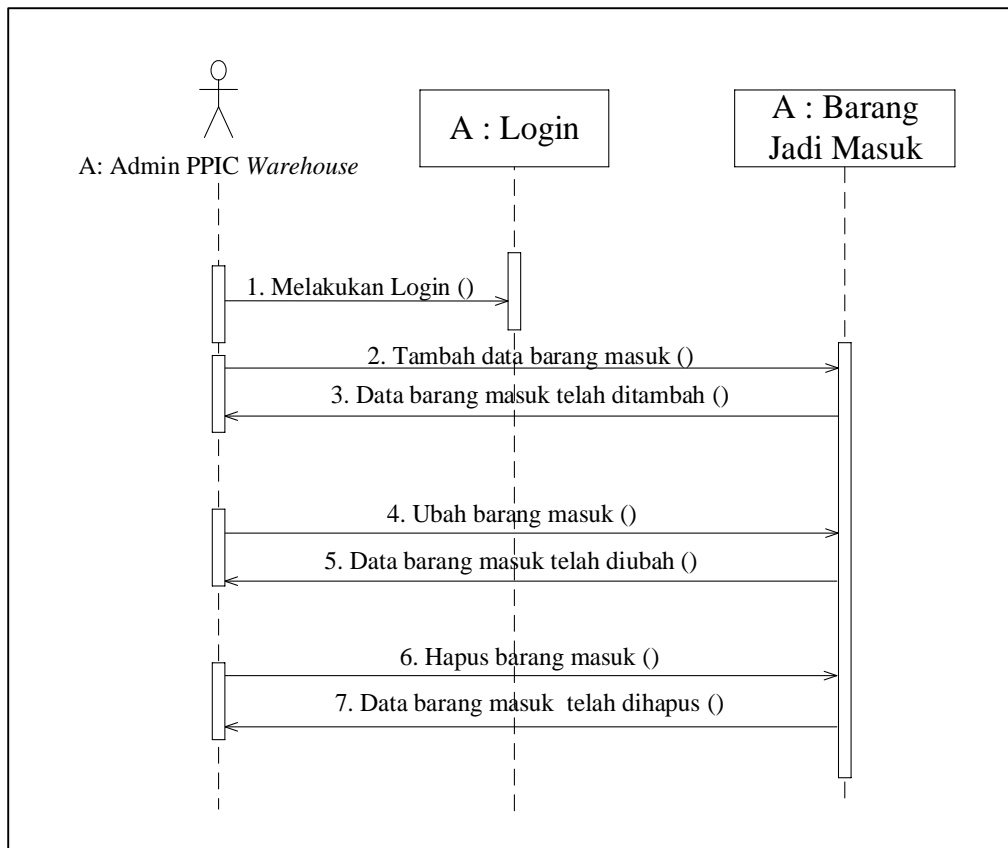 A: Admin PPIC Warehouse
A : Login
A : Barang
Jadi Masuk
1. Melakukan Login ()
2. Tambah data barang masuk ()
3. Data barang masuk telah ditambah ()
4. Ubah barang masuk ()
5. Data barang masuk telah diubah ()
6. Hapus barang masuk ()
7. Data barang masuk  telah dihapus ()